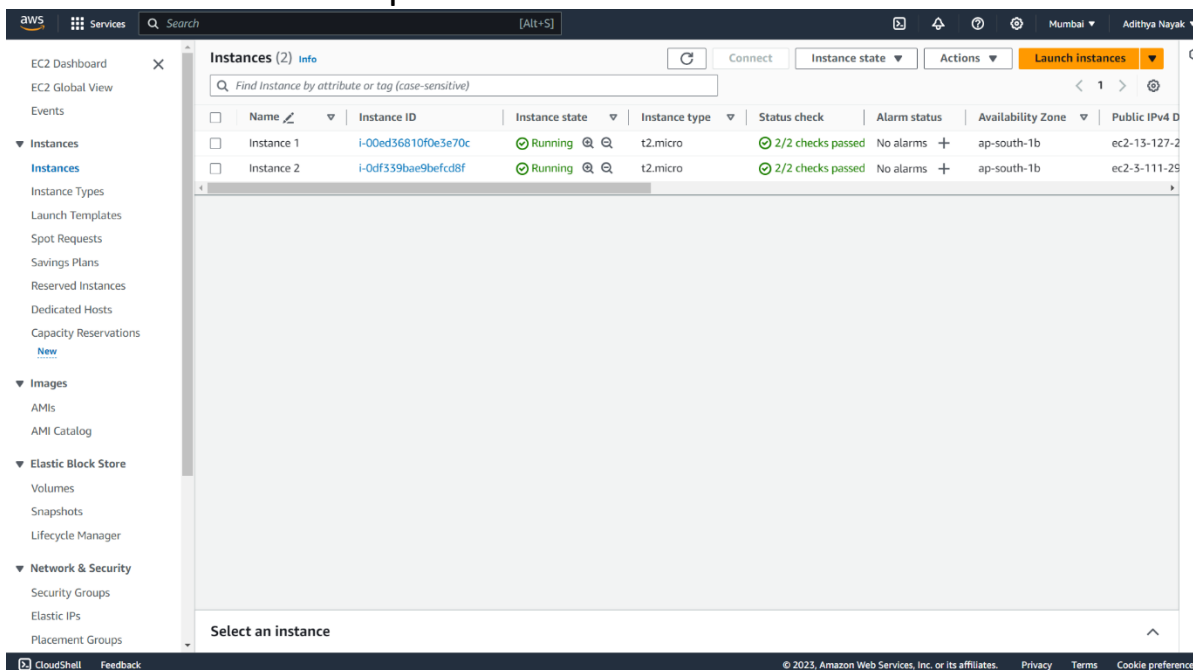 aws Services Search [Alt+S] Mumbai ▼ Adithya Nayak
EC2 Dashboard
EC2 Global View
Events
Instances
Instances
Instance Types
Launch Templates
Spot Requests
Savings Plans
Reserved Instances
Dedicated Hosts
Capacity Reservations
New
Images
AMIs
AMI Catalog
Elastic Block Store
Volumes
Snapshots
Lifecycle Manager
Network & Security
Security Groups
Elastic IPs
Placement Groups
Instances (2) Info Connect Instance state ▼ Actions ▼ Launch instances ▼
Find Instance by attribute or tag (case-sensitive) < 1 >
Name Instance ID Instance state Instance type Status check Alarm status Availability Zone Public IPv4 D
Instance 1 i-00ed36810f0e3e70c Running t2.micro 2/2 checks passed No alarms + ap-south-1b ec2-13-127-2
Instance 2 i-0df339bae9befcd8f Running t2.micro 2/2 checks passed No alarms + ap-south-1b ec2-3-111-29
Select an instance
CloudShell Feedback © 2023, Amazon Web Services, Inc. or its affiliates. Privacy Terms Cookie preference